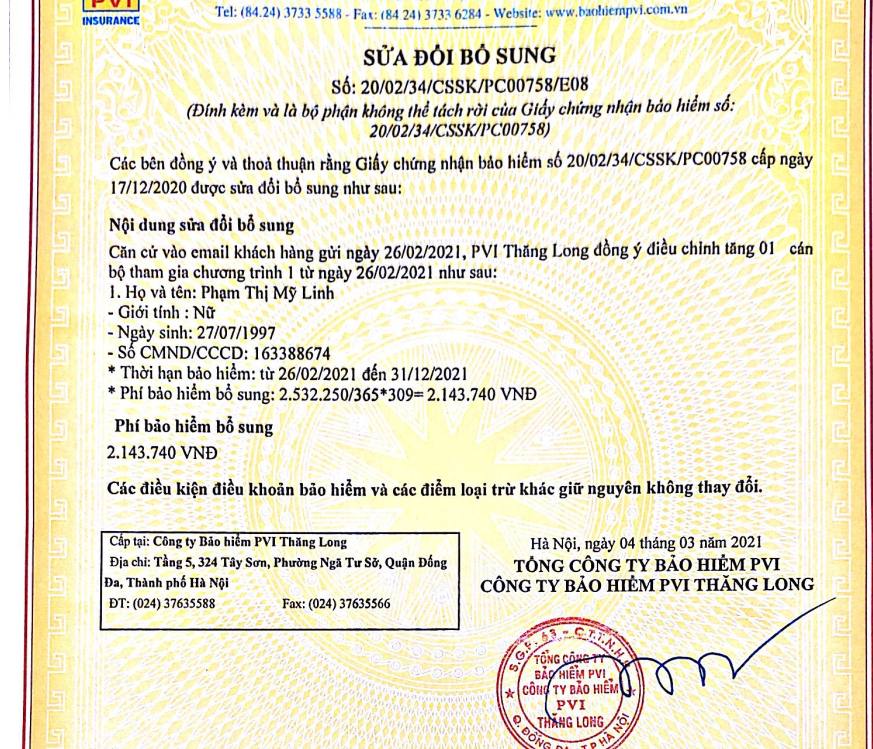 PVI
INSURANCE
Tel: (84.24) 3733 5588 - Fax: (84 24) 3733 6284 - Website: www.baohiempvi.com.vn
SỬA ĐỔI BỔ SUNG
Số: 20/02/34/CSSK/PC00758/E08
(Đính kèm và là bộ phận không thể tách rời của Giấy chứng nhận bảo hiểm số:
20/02/34/CSSK/PC00758)
Các bên đồng ý và thoả thuận rằng Giấy chứng nhận bảo hiểm số 20/02/34/CSSK/PC00758 cấp ngày
17/12/2020 được sửa đổi bổ sung như sau:
Nội dung sửa đổi bổ sung
Căn cứ vào email khách hàng gửi ngày 26/02/2021, PVI Thăng Long đồng ý điều chỉnh tăng 01 cán
bộ tham gia chương trình 1 từ ngày 26/02/2021 như sau:
1. Họ và tên: Phạm Thị Mỹ Linh
- Giới tính : Nữ
- Ngày sinh: 27/07/1997
- Số CMND/CCCD: 163388674
* Thời hạn bảo hiểm: từ 26/02/2021 đến 31/12/2021
* Phí bảo hiểm bổ sung: 2.532.250/365*309= 2.143.740 VNĐ
Phí bảo hiểm bổ sung
2.143.740 VNĐ
Các điều kiện điều khoản bảo hiểm và các điểm loại trừ khác giữ nguyên không thay đổi.
Cấp tại: Công ty Bảo hiểm PVI Thăng Long
Địa chỉ: Tầng 5, 324 Tây Sơn, Phường Ngã Tư Sở, Quận Đống
Đa, Thành phố Hà Nội
ĐT: (024) 37635588 Fax: (024) 37635566
Hà Nội, ngày 04 tháng 03 năm 2021
TỔNG CÔNG TY BẢO HIỂM PVI
CÔNG TY BẢO HIỂM PVI THĂNG LONG
S.G.P. 63 - C.T.T.N.H.
TỔNG CÔNG TY
BẢO HIỂM PVI
CÔNG TY BẢO HIỂM
PVI
THĂNG LONG
Q. ĐỐNG ĐA - T.P HÀ NỘI